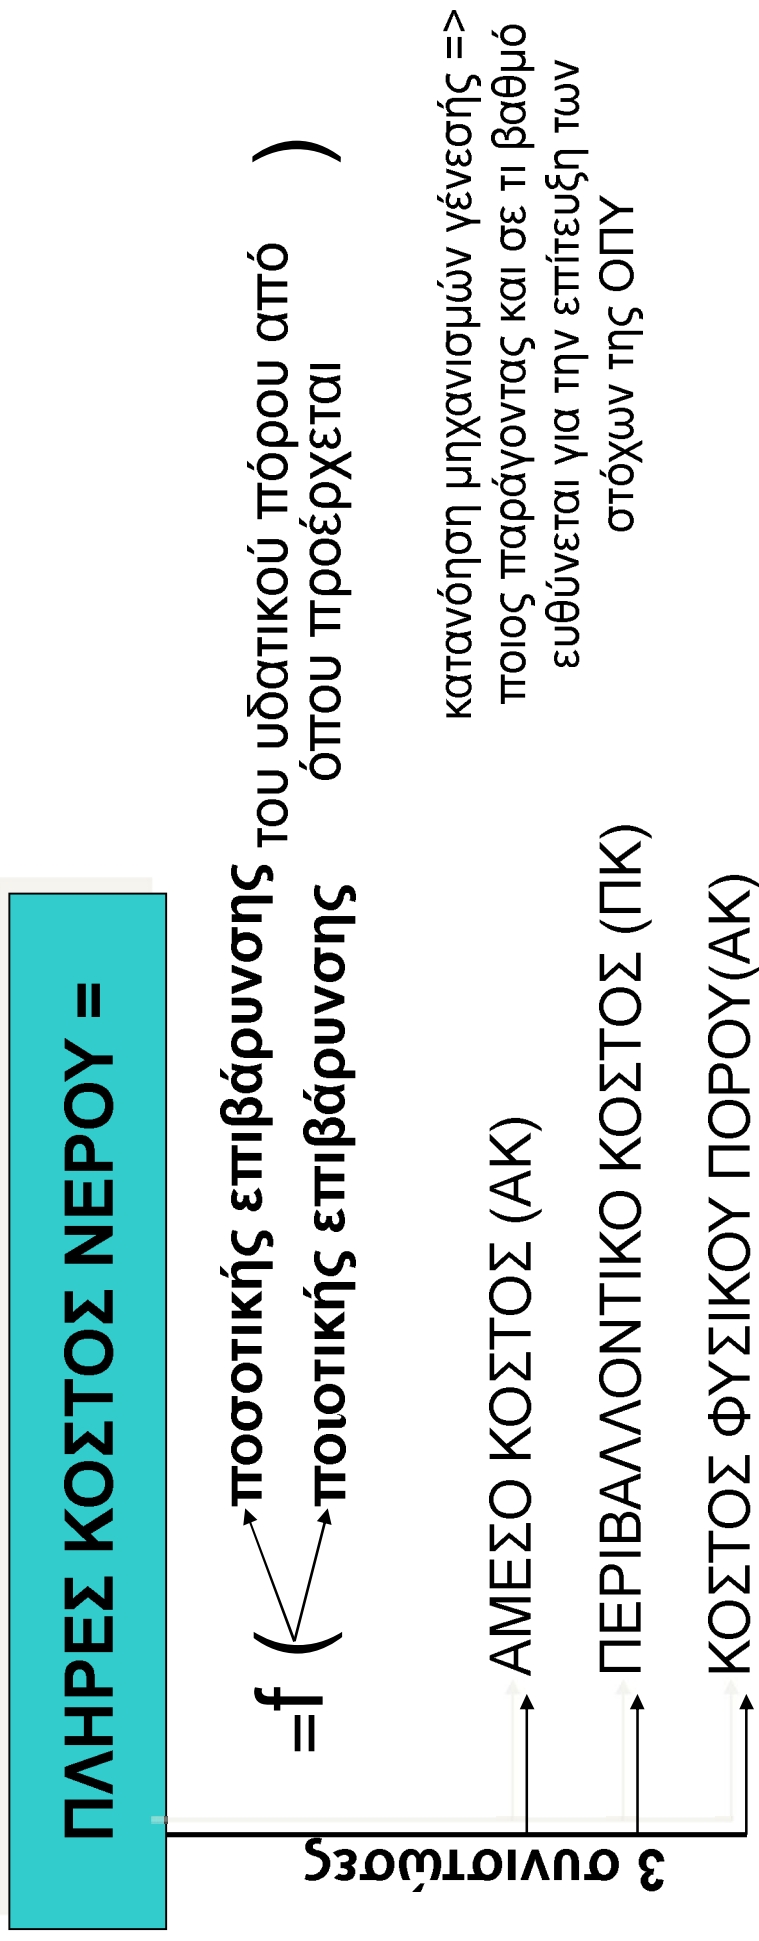 ΠΛΗΡΕΣ ΚΟΣΤΟΣ ΝΕΡΟΥ =
=f ( ποσοτικής επιβάρυνσης
ποιοτικής επιβάρυνσης
του υδατικού πόρου από
όπου προέρχεται )
3 συνιστώσες
ΑΜΕΣΟ ΚΟΣΤΟΣ (ΑΚ)
ΠΕΡΙΒΑΛΛΟΝΤΙΚΟ ΚΟΣΤΟΣ (ΠΚ)
ΚΟΣΤΟΣ ΦΥΣΙΚΟΥ ΠΟΡΟΥ(ΑΚ)
κατανόηση μηχανισμών γένεσής =>
ποιος παράγοντας και σε τι βαθμό
ευθύνεται για την επίτευξη των
στόχων της ΟΠΥ